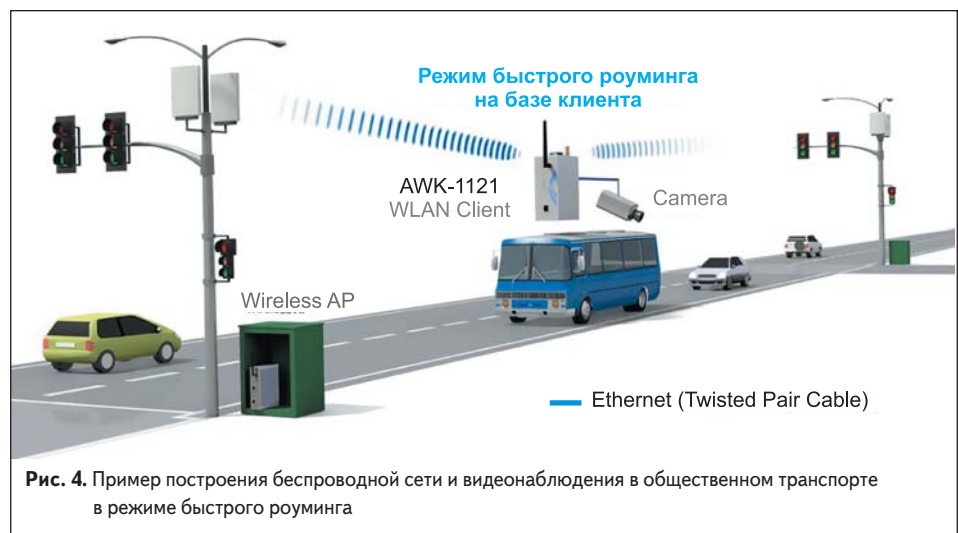 Режим быстрого роуминга
на базе клиента
AWK-1121
WLAN Client
Camera
Wireless AP
Ethernet (Twisted Pair Cable)
Рис. 4. Пример построения беспроводной сети и видеонаблюдения в общественном транспорте
в режиме быстрого роуминга